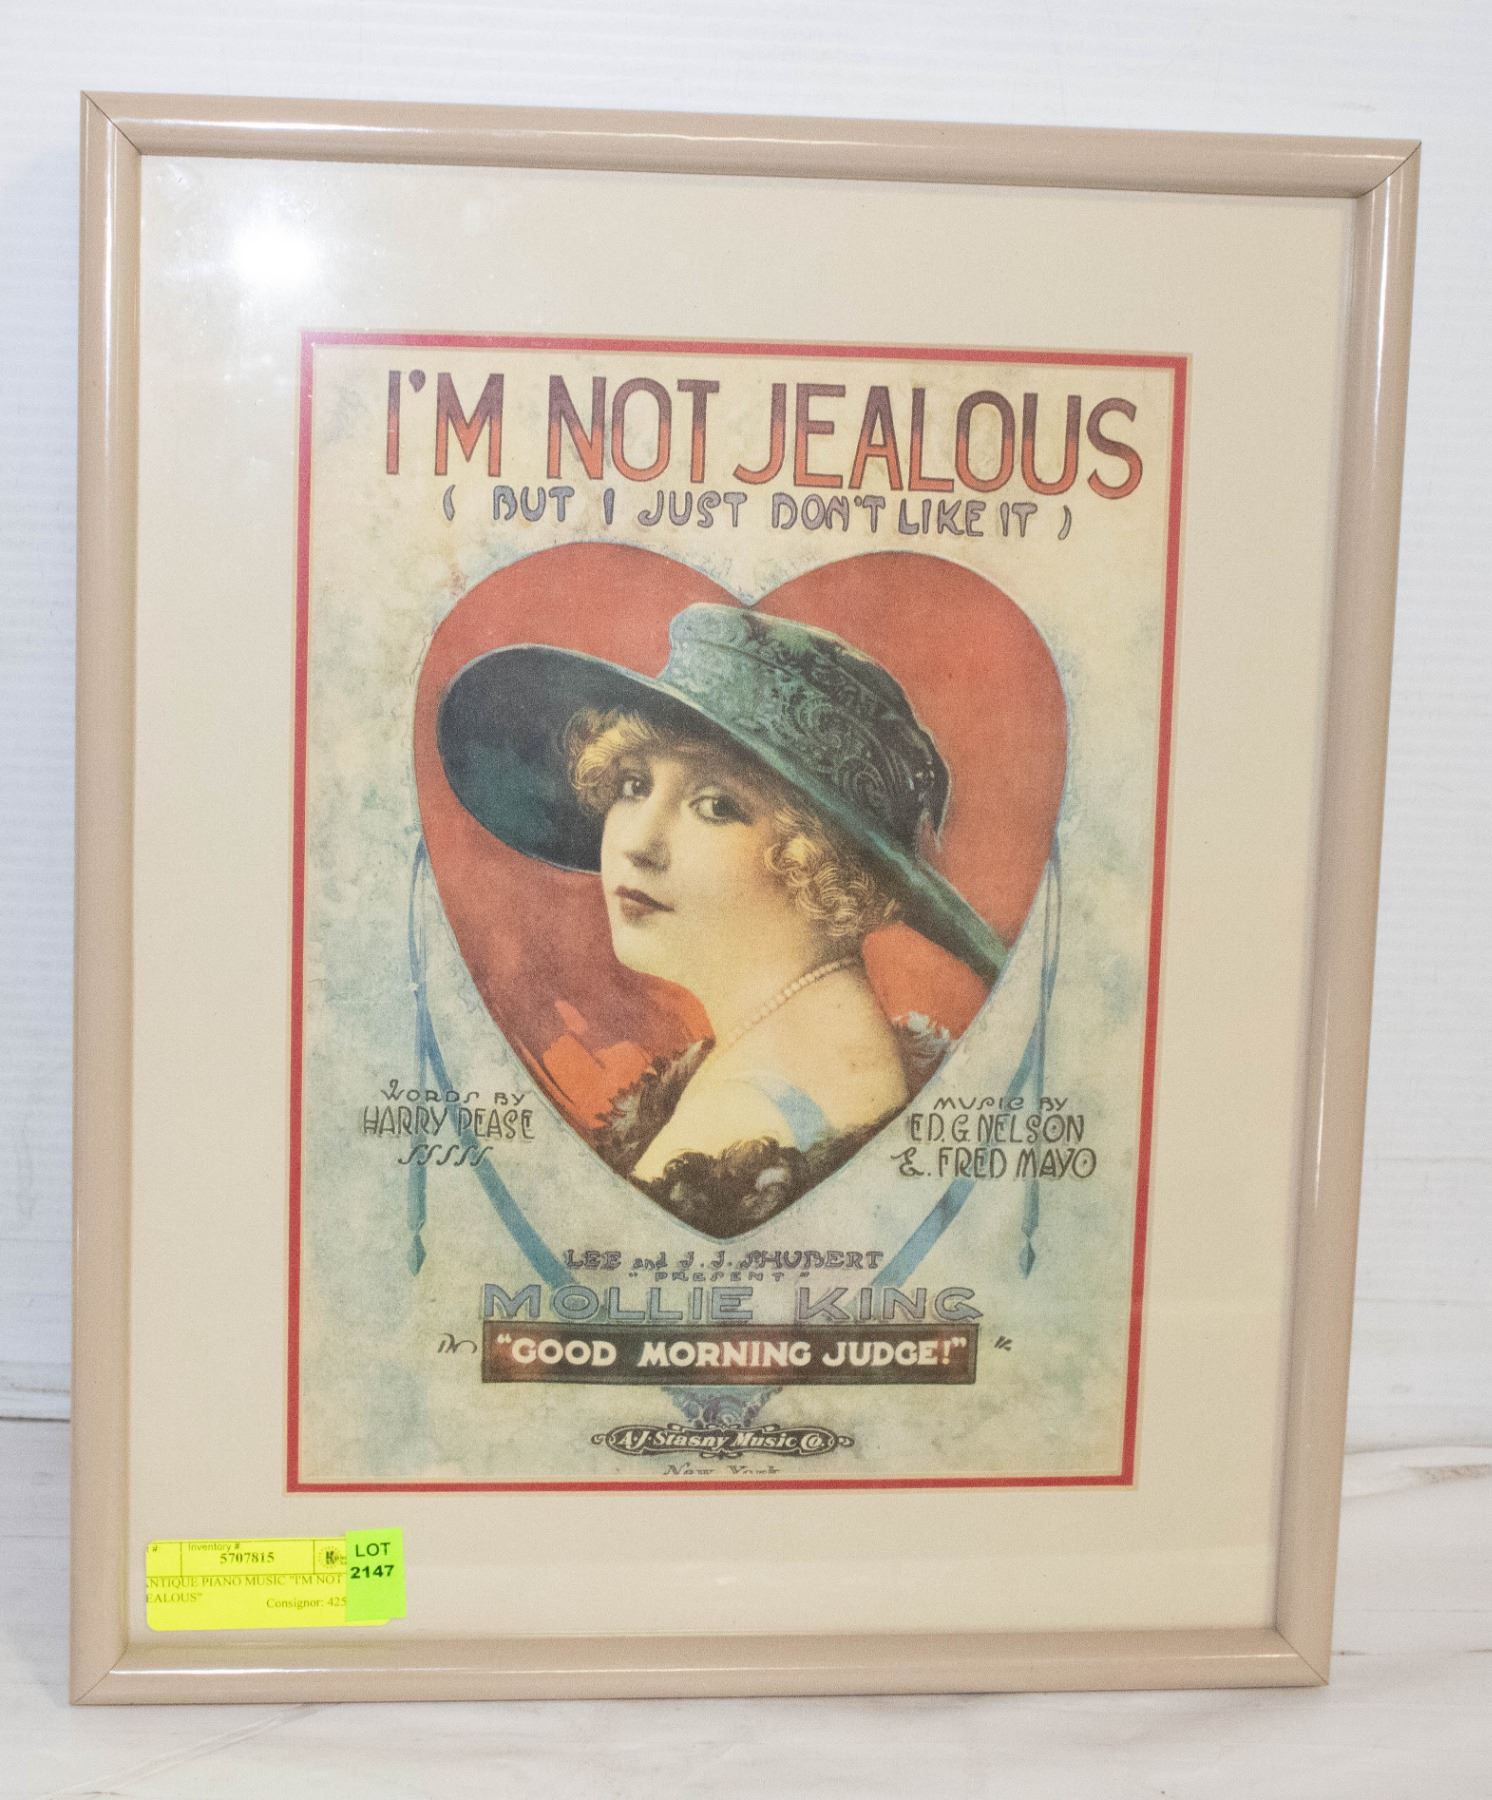 I'M NOT JEALOUS
( BUT I JUST DON'T LIKE IT )
WORDS BY
HARRY PEASE
MUSIC BY
ED. G. NELSON
&. FRED MAYO
LEE and J. J. SHUBERT
"PRESENT"
MOLLIE KING
IN
"GOOD MORNING JUDGE!"
A·J·Stasny Music Co.
New York
Inventory #
5707815
LOT
2147
ANTIQUE PIANO MUSIC "I'M NOT
EALOUS"
Consignor: 425